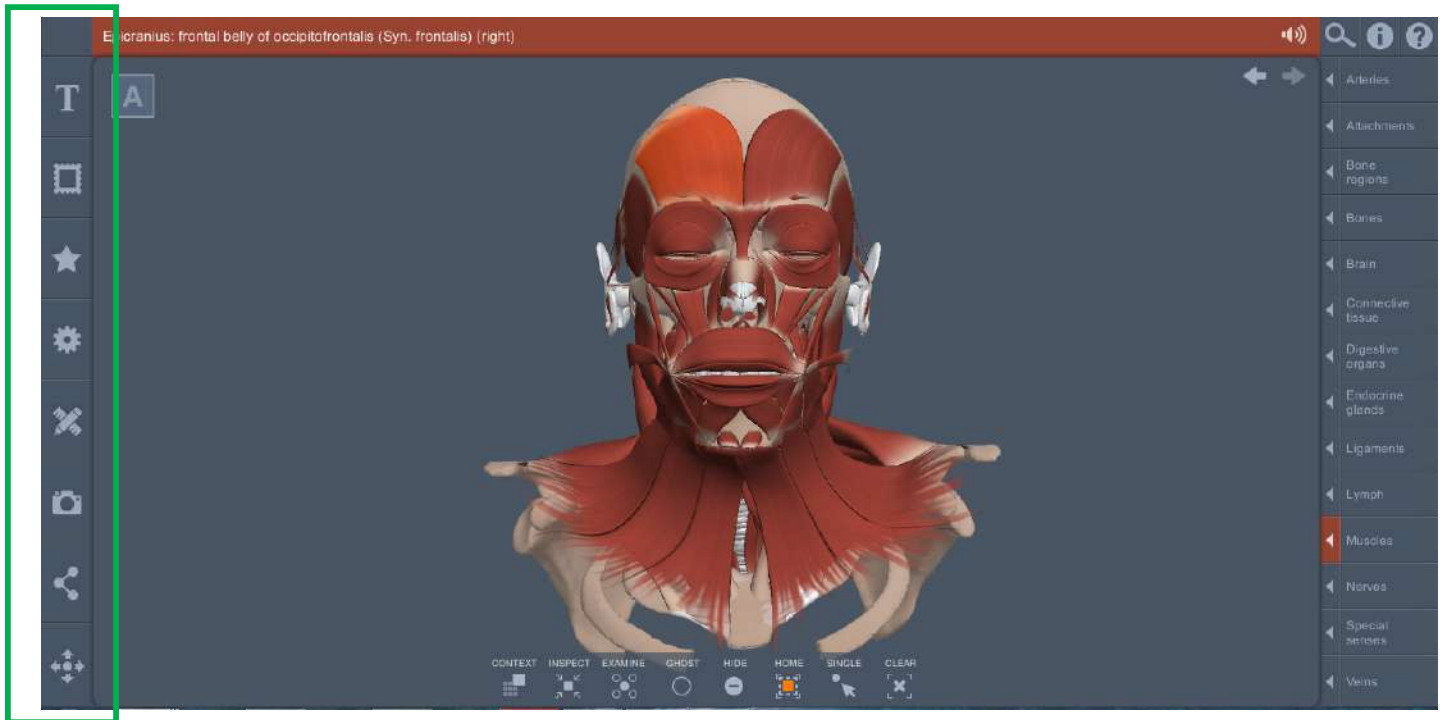 Epicranius: frontal belly of occipitofrontalis (Syn. frontalis) (right)
T
A
Arteries
Attachments
Bone
regions
Bones
Brain
Connective
tissue
Digestive
organs
Endocrine
glands
Ligaments
Lymph
Muscles
Nerves
Special
senses
Veins
CONTEXT INSPECT EXAMINE GHOST HIDE HOME SINGLE CLEAR